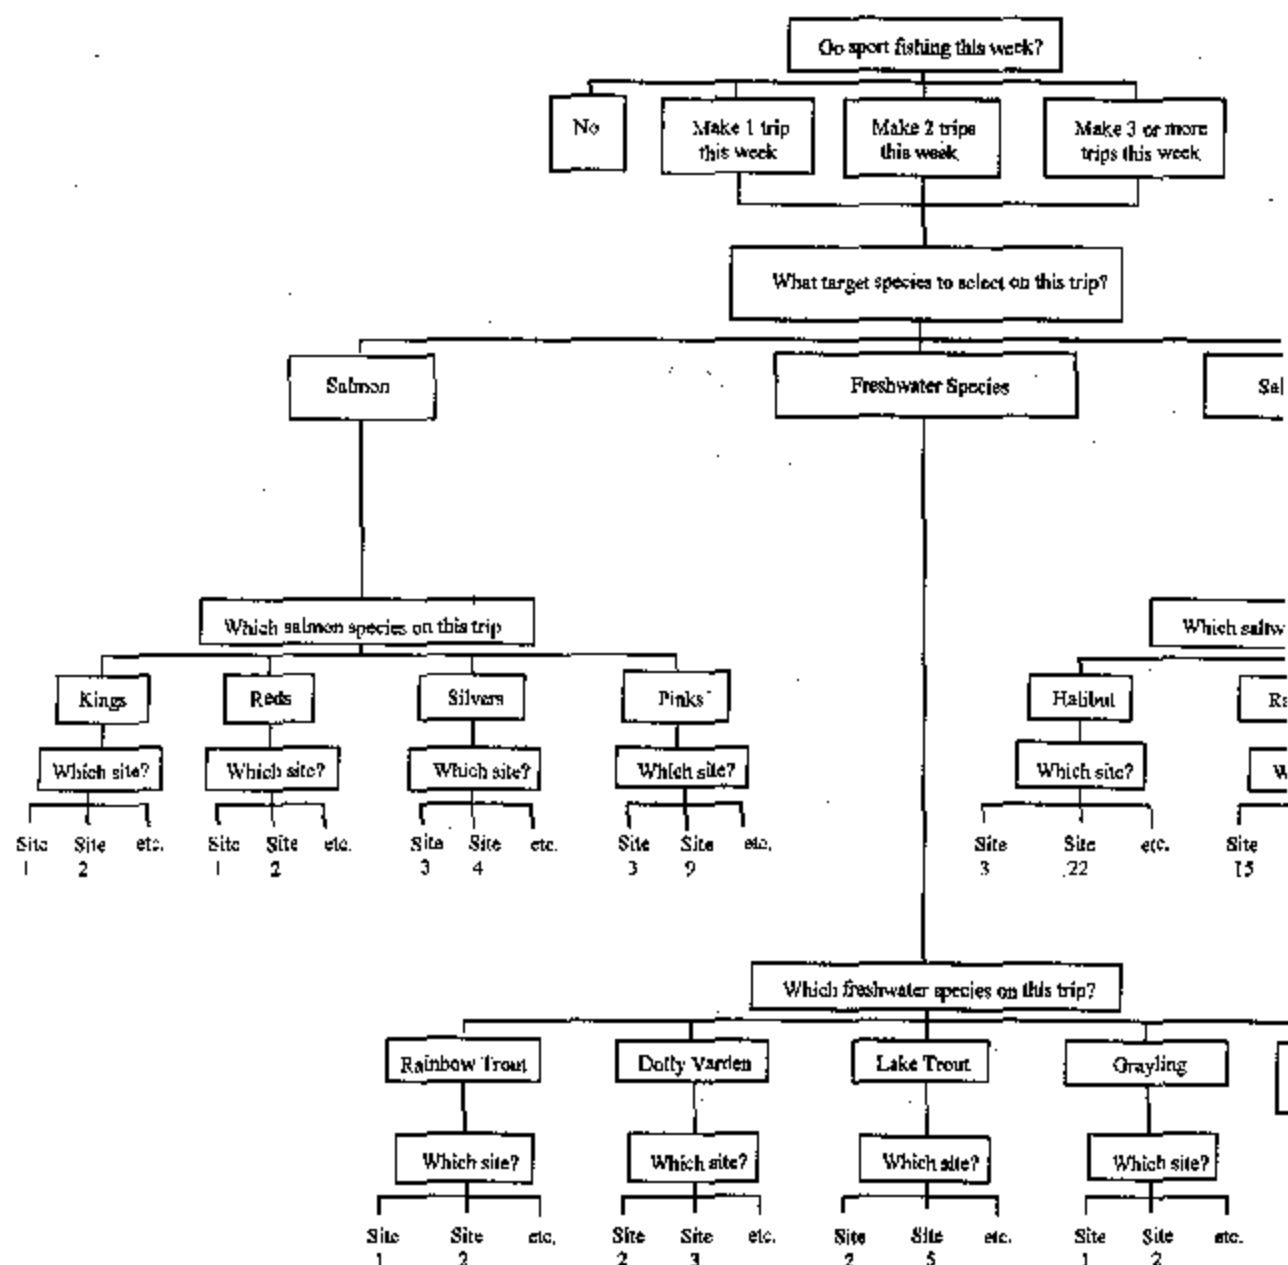 Go sport fishing this week?
No
Make 1 trip
this week
Make 2 trips
this week
Make 3 or more
trips this week
What target species to select on this trip?
Salmon
Freshwater Species
Sal
Which salmon species on this trip
Which saltw
Kings
Reds
Silvers
Pinks
Halibut
Which site?
Which site?
Which site?
Which site?
Which site?
W
Site
1
Site
2
etc.
Site
1
Site
2
etc.
Site
3
Site
4
etc.
Site
3
Site
9
etc.
Site
3
Site
22
etc.
Site
15
Which freshwater species on this trip?
Rainbow Trout
Dolly Varden
Lake Trout
Grayling
Which site?
Which site?
Which site?
Which site?
Site
1
Site
2
etc.
Site
2
Site
3
etc.
Site
2
Site
5
etc.
Site
1
Site
2
etc.